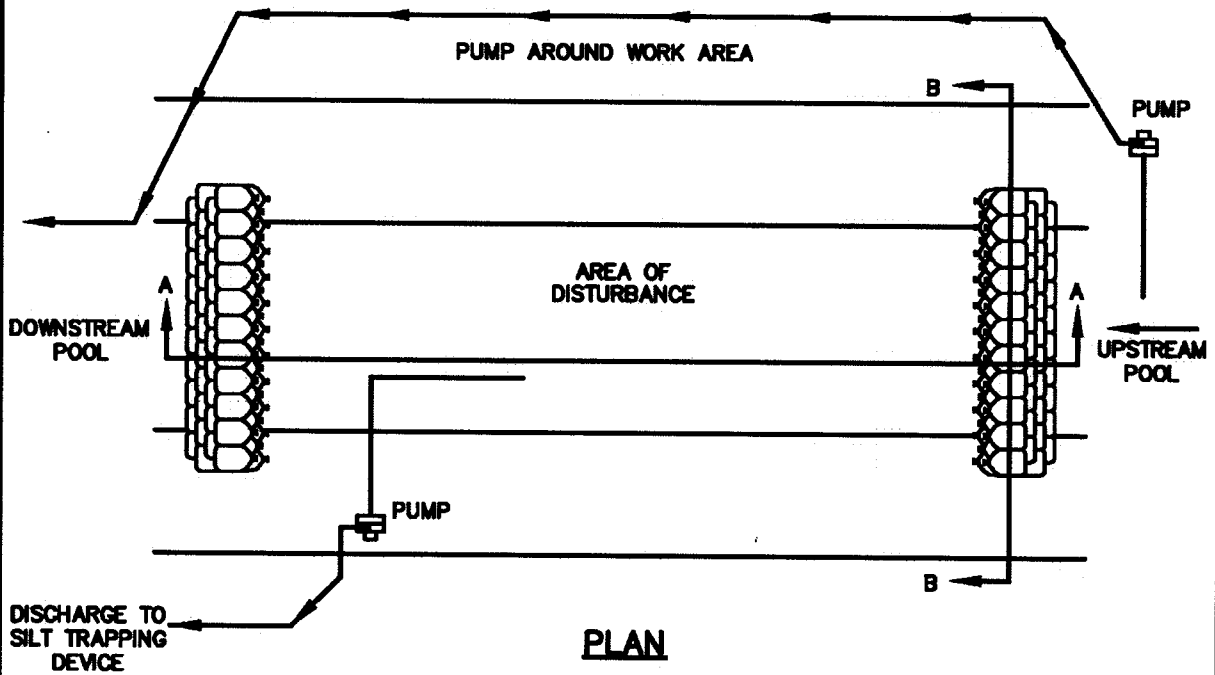 PUMP AROUND WORK AREA
B
PUMP
AREA OF
DISTURBANCE
A
A
DOWNSTREAM
POOL
UPSTREAM
POOL
PUMP
B
DISCHARGE TO
SILT TRAPPING
DEVICE
PLAN